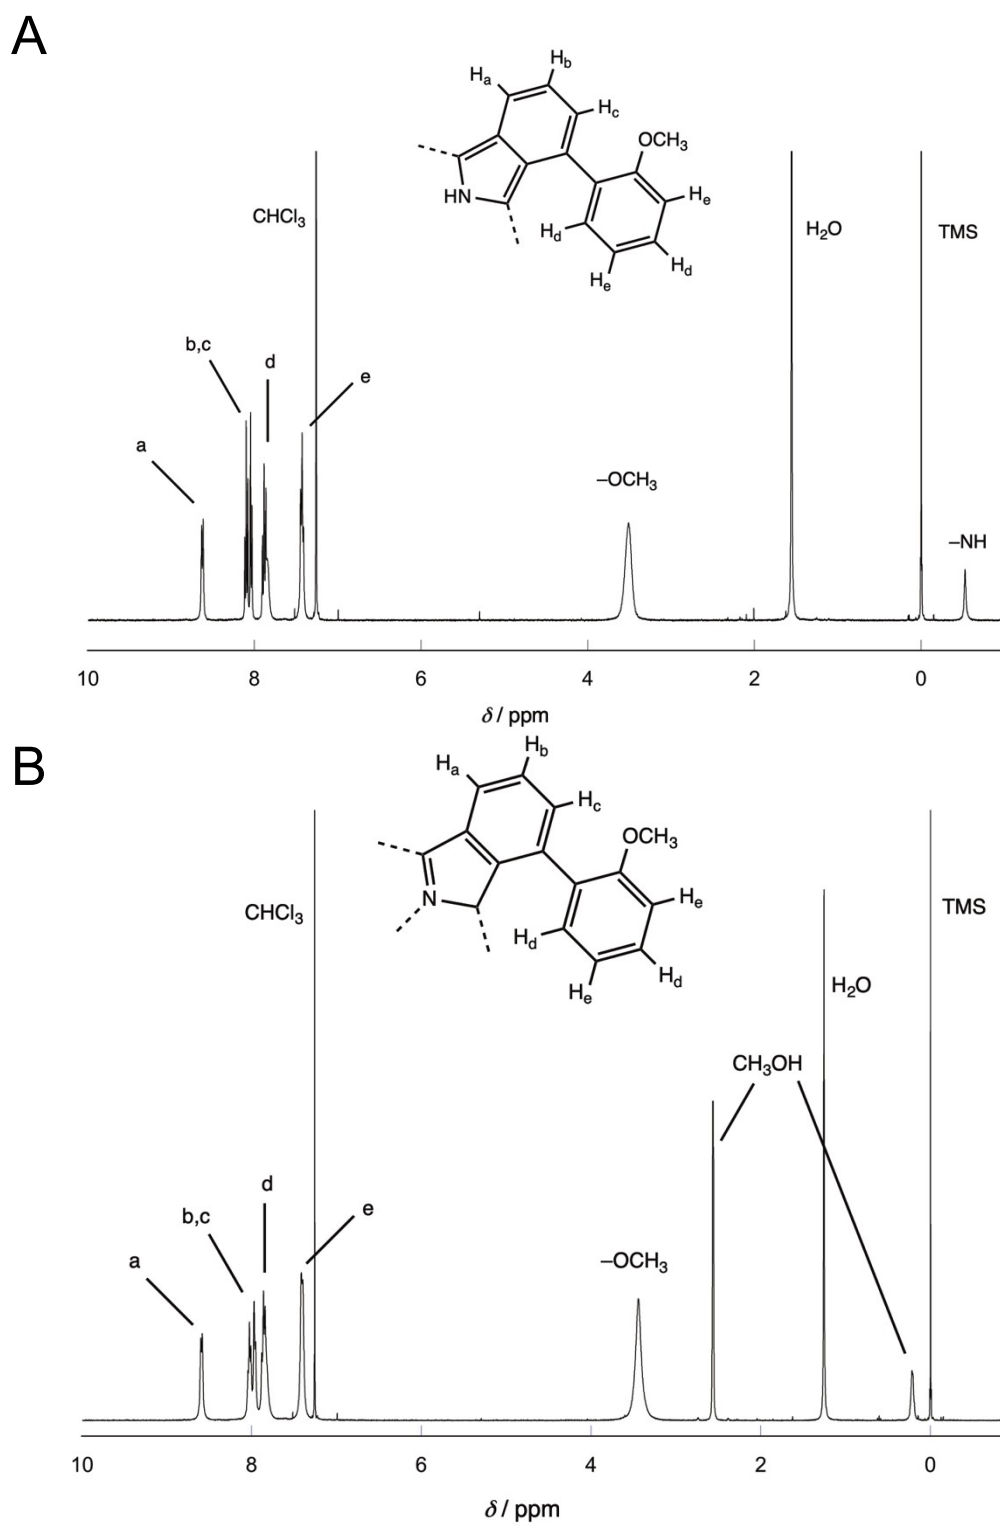 A
Ha
Hb
Hc
OCH3
HN
Hd
He
Hd
He
CHCl3
H2O
TMS
b,c
d
e
a
–OCH3
–NH
10 8 6 4 2 0
δ / ppm
B
Ha
Hb
Hc
OCH3
N
Hd
He
Hd
He
CHCl3
TMS
H2O
CH3OH
d
b,c
e
a
–OCH3
10 8 6 4 2 0
δ / ppm